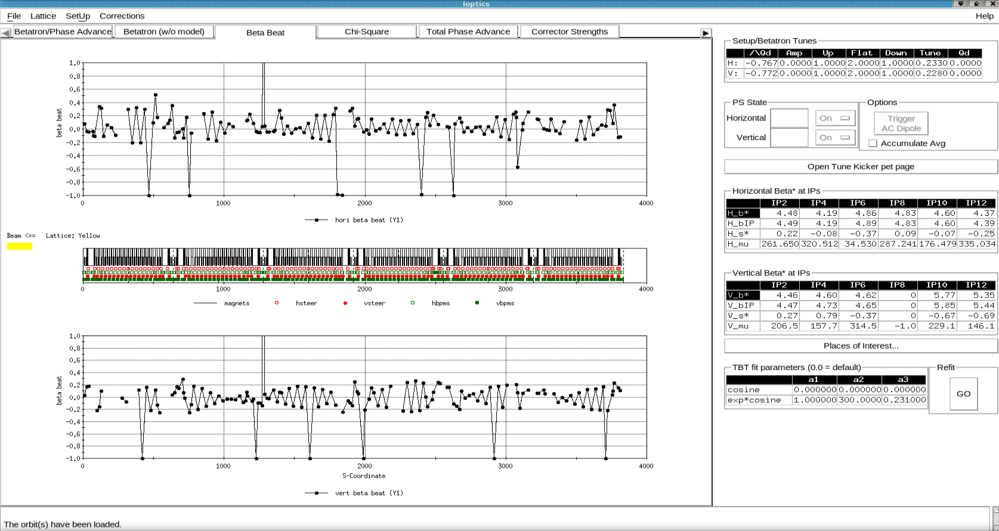 loptics
File Lattice SetUp Corrections Help
Betatron/Phase Advance Betatron (w/o model) Beta Beat Chi-Square Total Phase Advance Corrector Strengths
1.0
0.8
0.6
0.4
0.2
0.0
-0.2
-0.4
-0.6
-0.8
-1.0
beta beat
0 1000 2000 3000 4000
hori beta beat (Y1)
Beam <== Lattice: Yellow
0 1000 2000 3000 4000
magnets hsteer vsteer hbpms vbpms
1.0
0.8
0.6
0.4
0.2
0.0
-0.2
-0.4
-0.6
-0.8
-1.0
beta beat
0 1000 2000 3000 4000
S-Coordinate
vert beta beat (Y1)
Setup/Betatron Tunes
/\Qd Amp Up Flat Down Tune Qd
H: -0.767 0.0000 1.0000 2.0000 1.0000 0.2330 0.0000
V: -0.772 0.0000 1.0000 2.0000 1.0000 0.2280 0.0000
PS State
Horizontal On
Vertical On
Options
Trigger
AC Dipole
Accumulate Avg
Open Tune Kicker pet page
Horizontal Beta* at IPs
IP2 IP4 IP6 IP8 IP10 IP12
H_b* 4.48 4.19 4.86 4.83 4.60 4.37
H_bIP 4.49 4.19 4.89 4.83 4.60 4.39
H_s* 0.22 -0.08 -0.37 0.09 -0.07 -0.25
H_mu 261.650 320.512 34.530 287.241 176.479 335.034
Vertical Beta* at IPs
IP2 IP4 IP6 IP8 IP10 IP12
V_b* 4.46 4.60 4.62 0 5.77 5.35
V_bIP 4.47 4.73 4.65 0 5.85 5.44
V_s* 0.27 0.79 -0.37 0 -0.67 -0.69
V_mu 206.5 157.7 314.5 -1.0 229.1 146.1
Places of Interest...
TBT fit parameters (0.0 = default)
a1 a2 a3
cosine 0.000000 0.000000 0.000000
exp*cosine 1.000000 300.0000 0.231000
Refit
GO
The orbit(s) have been loaded.